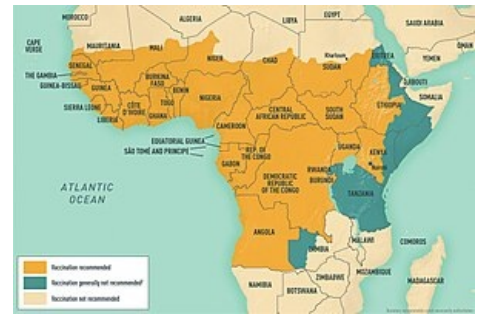 MOROCCO
ALGERIA
LIBYA
EGYPT
SAUDI ARABIA
CAPE
VERDE
MAURITANIA
MALI
NIGER
CHAD
Khartoum
SUDAN
ERITREA
YEMEN
OMAN
SENEGAL
THE GAMBIA
GUINEA-BISSAU
GUINEA
BURKINA
FASO
BENIN
NIGERIA
DJIBOUTI
SOMALIA
ETHIOPIA
SIERRA LEONE
LIBERIA
CÔTE
D'IVOIRE
GHANA
TOGO
CENTRAL
AFRICAN REPUBLIC
SOUTH
SUDAN
CAMEROON
EQUATORIAL GUINEA
SÃO TOMÉ AND PRINCIPE
GABON
REP. OF
THE CONGO
DEMOCRATIC
REPUBLIC
OF THE CONGO
UGANDA
KENYA
Nairobi
RWANDA
BURUNDI
TANZANIA
ATLANTIC
OCEAN
ANGOLA
ZAMBIA
MALAWI
COMOROS
MOZAMBIQUE
ZIMBABWE
NAMIBIA
BOTSWANA
MADAGASCAR
Vaccination recommended
Vaccination generally not recommended
Vaccination not recommended